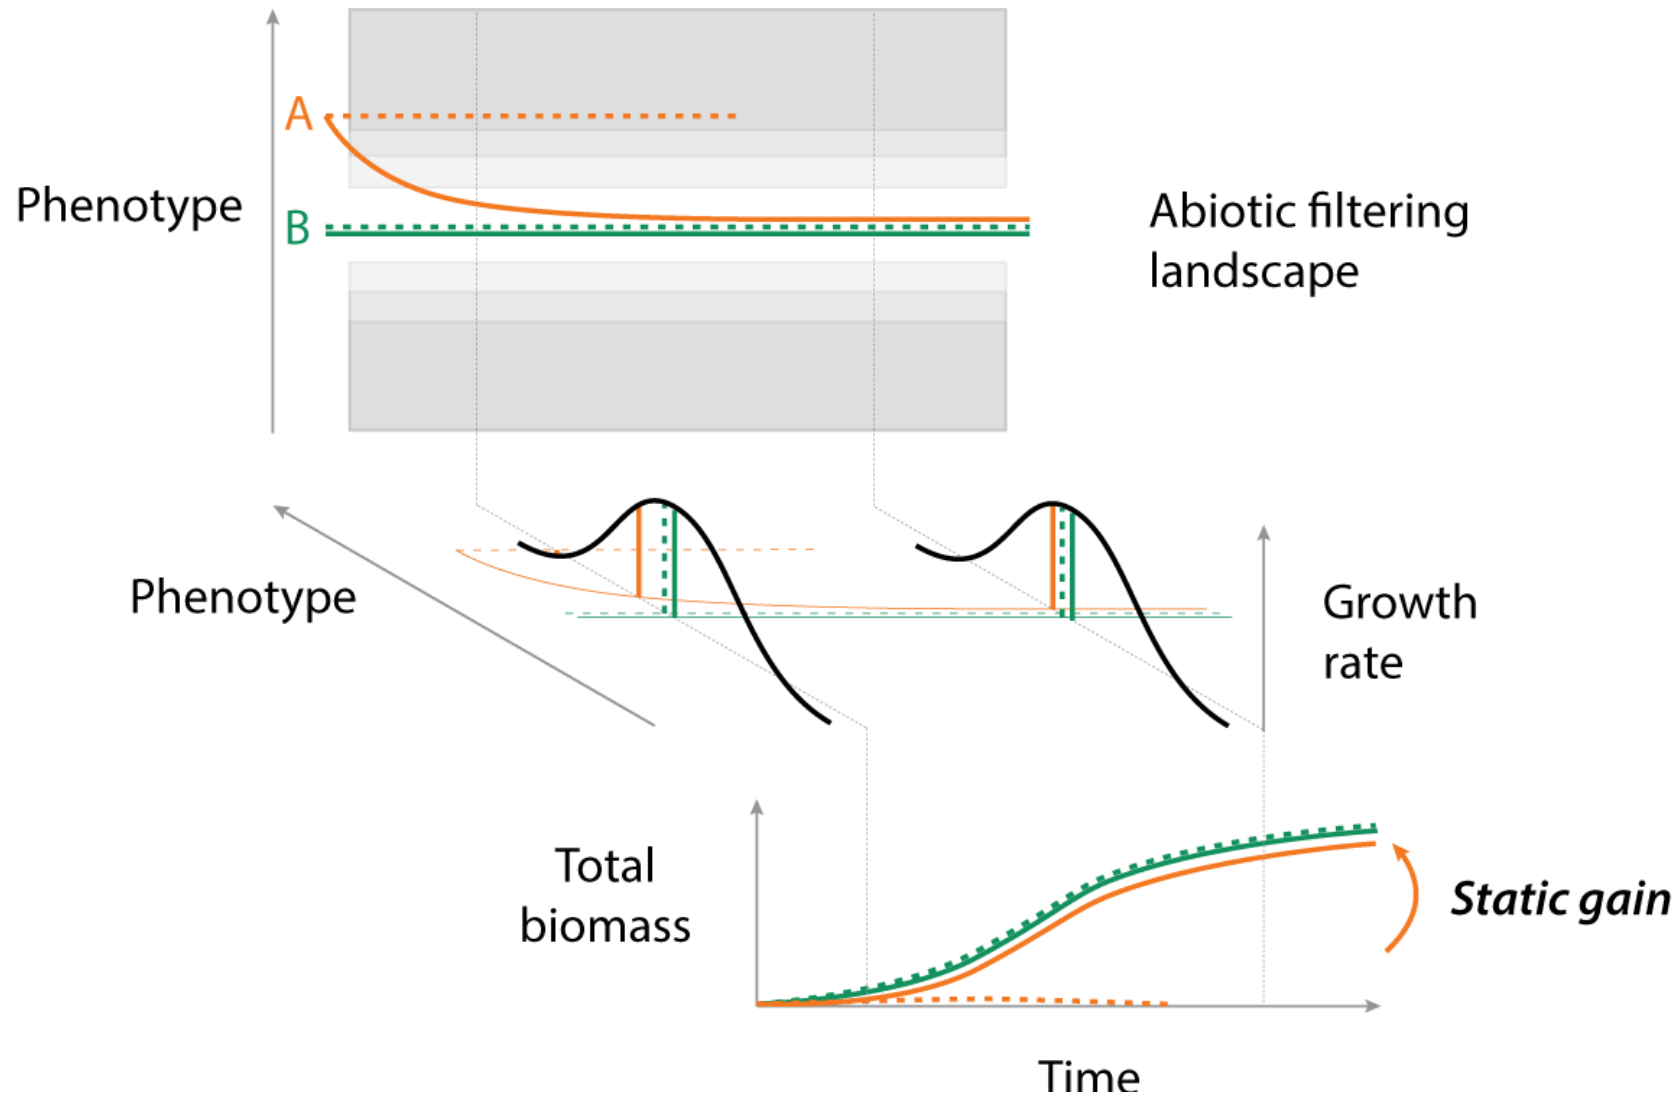 A
Phenotype
B
Abiotic filtering
landscape
Phenotype
Growth
rate
Total
biomass
Static gain
Time